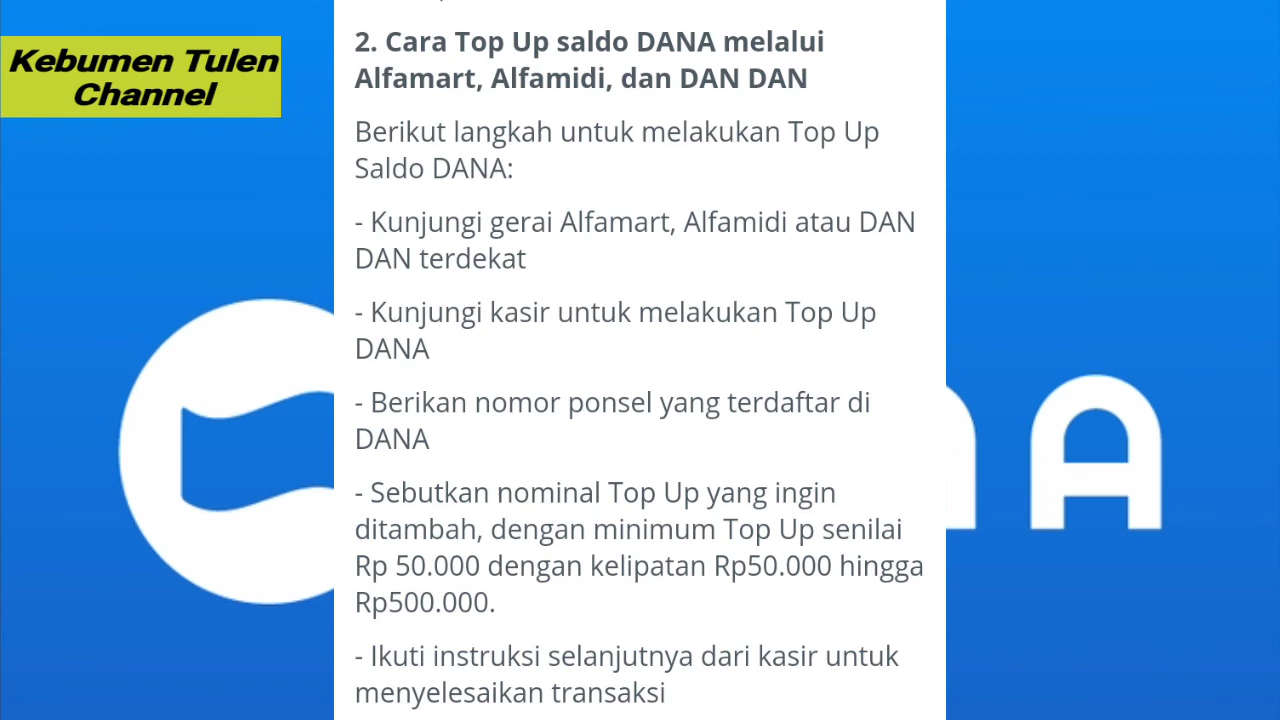 Kebumen Tulen
Channel
2. Cara Top Up saldo DANA melalui
Alfamart, Alfamidi, dan DAN DAN
Berikut langkah untuk melakukan Top Up
Saldo DANA:
- Kunjungi gerai Alfamart, Alfamidi atau DAN
DAN terdekat
- Kunjungi kasir untuk melakukan Top Up
DANA
- Berikan nomor ponsel yang terdaftar di
DANA
- Sebutkan nominal Top Up yang ingin
ditambah, dengan minimum Top Up senilai
Rp 50.000 dengan kelipatan Rp50.000 hingga
Rp500.000.
- Ikuti instruksi selanjutnya dari kasir untuk
menyelesaikan transaksi
A